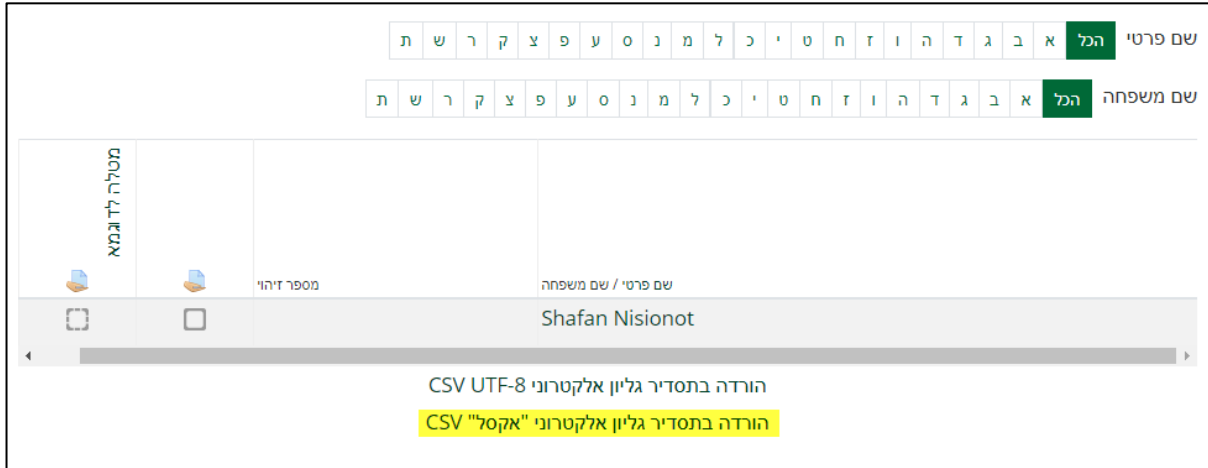 שם פרטי הכל א ב ג ד ה ו ז ח ט י כ ל מ נ ס ע פ צ ק ר ש ת
שם משפחה הכל א ב ג ד ה ו ז ח ט י כ ל מ נ ס ע פ צ ק ר ש ת
מטלה לדוגמא
שם פרטי / שם משפחה
מספר זיהוי
Shafan Nisionot
הורדה בתסדיר גליון אלקטרוני CSV UTF-8
הורדה בתסדיר גליון אלקטרוני "אקסל" CSV